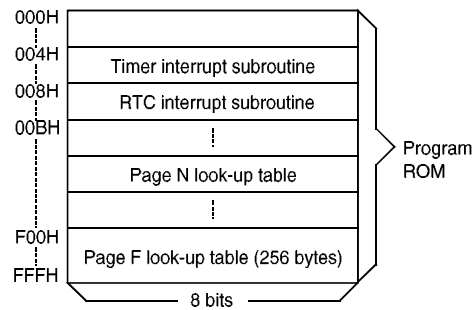 000H
004H
Timer interrupt subroutine
008H
RTC interrupt subroutine
00BH
Program
ROM
Page N look-up table
F00H
Page F look-up table (256 bytes)
FFFH
8 bits